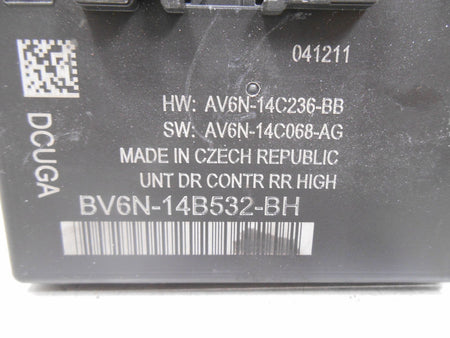 041211
HW: AV6N-14C236-BB
SW: AV6N-14C068-AG
MADE IN CZECH REPUBLIC
UNT DR CONTR RR HIGH
BV6N-14B532-BH
DCUGA